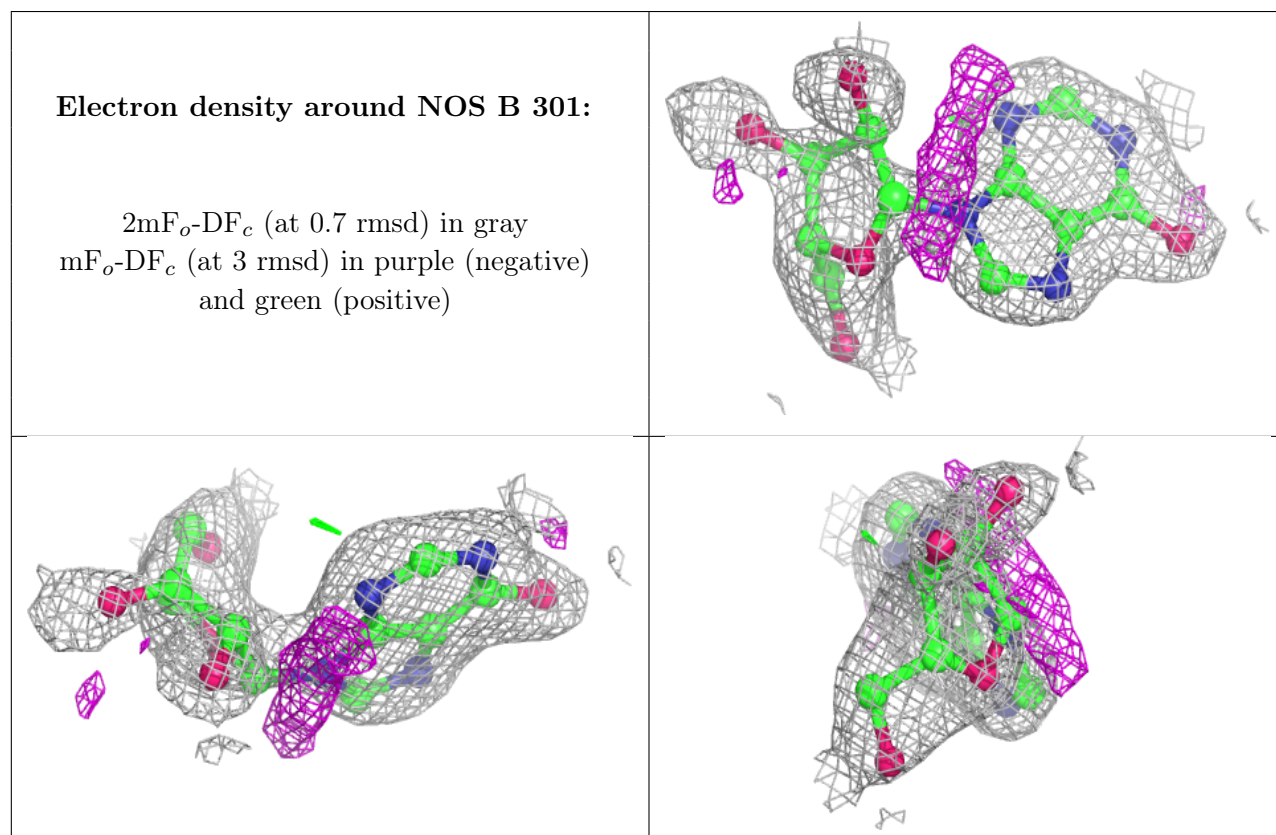 Electron density around NOS B 301:
2mFo-DFc (at 0.7 rmsd) in gray
mFo-DFc (at 3 rmsd) in purple (negative)
and green (positive)